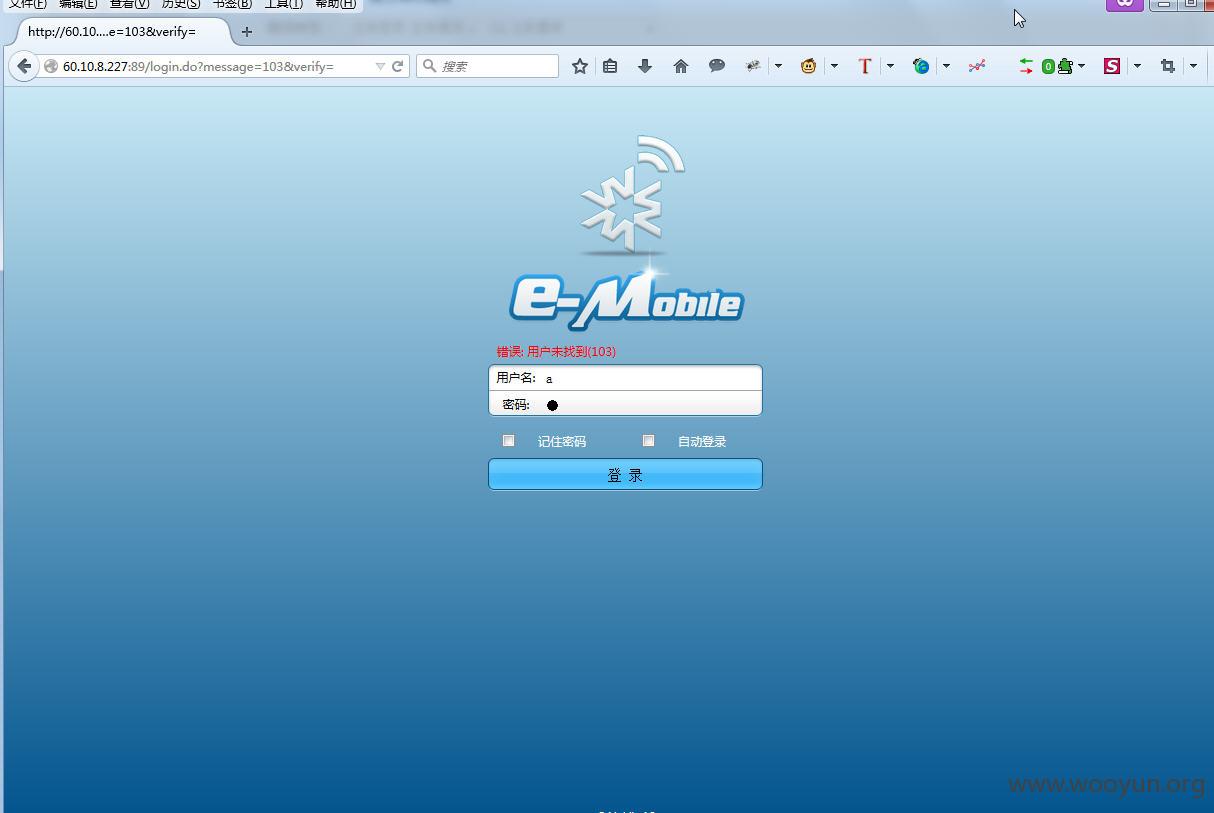 文件(F) 编辑(E) 查看(V) 历史(S) 书签(B) 工具(T) 帮助(H)
http://60.10....e=103&verify=
60.10.8.227:89/login.do?message=103&verify=
搜索
T
0
S
e-Mobile
错误: 用户未找到(103)
用户名: a
密码: ●
记住密码 自动登录
登 录
www.wooyun.org